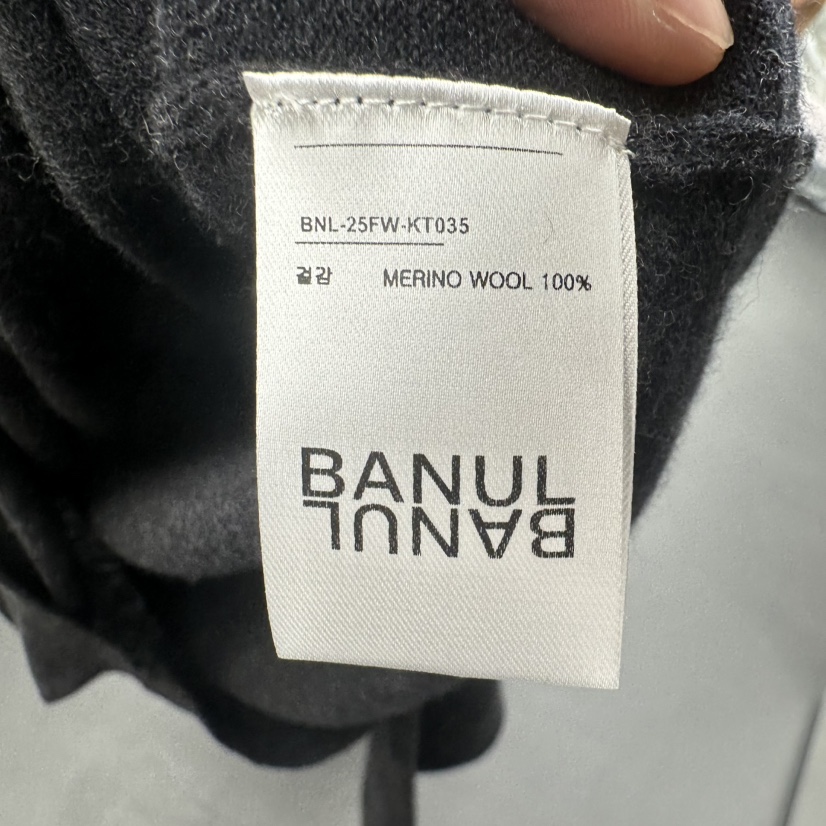 BNL-25FW-KT035
겉감 MERINO WOOL 100%
BANUL
BANUL